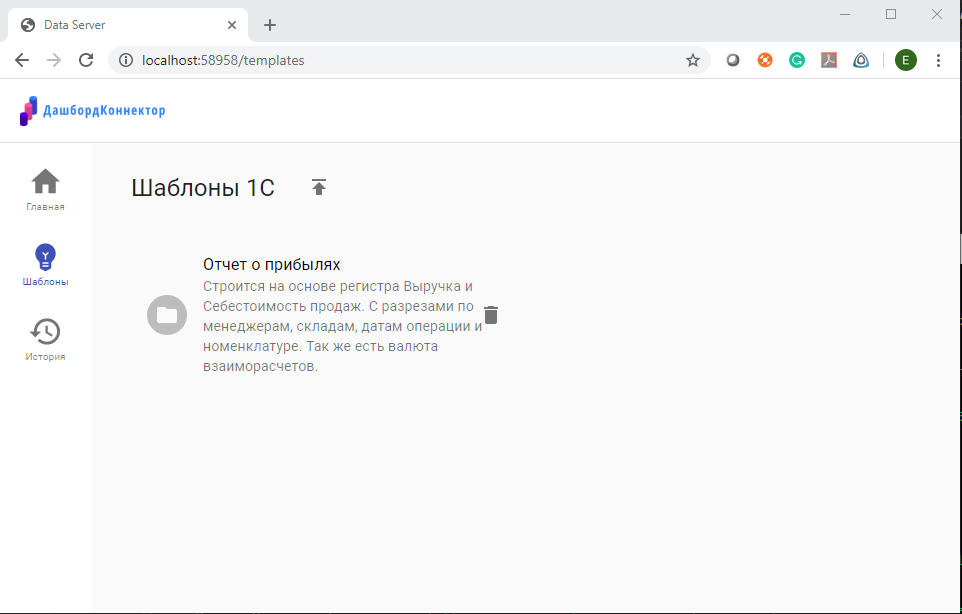 Data Server
localhost:58958/templates
E
ДашбордКоннектор
Главная
Шаблоны
История
Шаблоны 1С
Отчет о прибылях
Строится на основе регистра Выручка и
Себестоимость продаж. С разрезами по
менеджерам, складам, датам операции и
номенклатуре. Так же есть валюта
взаиморасчетов.